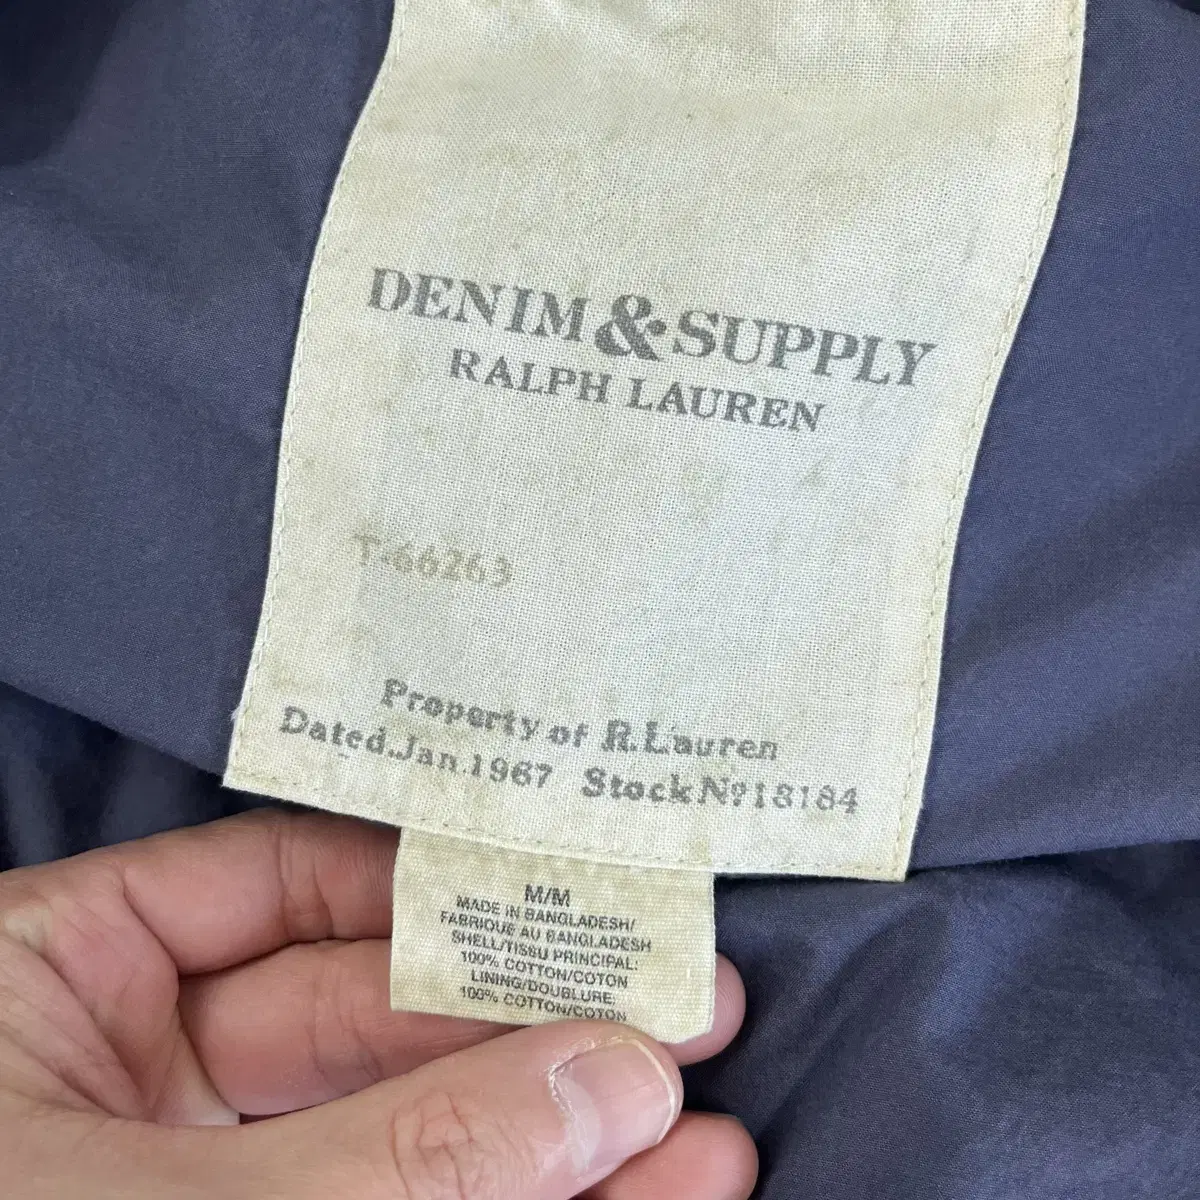 DENIM & SUPPLY
RALPH LAUREN
T-66263
Property of R.Lauren
Dated.Jan.1967 Stock Nº18184
M/M
MADE IN BANGLADESH/
FABRIQUE AU BANGLADESH
SHELL/TISSU PRINCIPAL:
100% COTTON/COTON
LINING/DOUBLURE:
100% COTTON/COTON